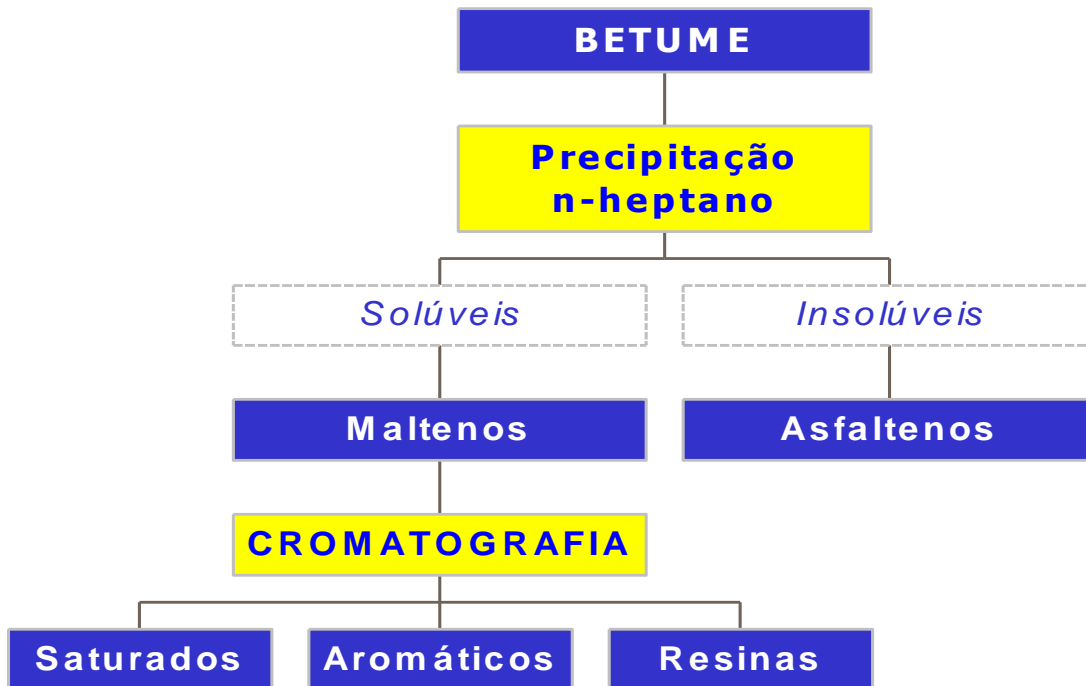 BETUME
Precipitação
n-heptano
Solúveis
Insolúveis
Maltenos
Asfaltenos
CROMATOGRAFIA
Saturados
Aromáticos
Resinas